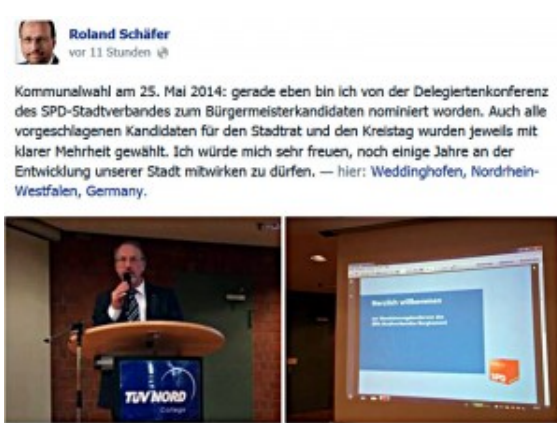 Roland Schäfer
vor 11 Stunden
Kommunalwahl am 25. Mai 2014: gerade eben bin ich von der Delegiertenkonferenz
des SPD-Stadtverbandes zum Bürgermeisterkandidaten nominiert worden. Auch alle
vorgeschlagenen Kandidaten für den Stadtrat und den Kreistag wurden jeweils mit
klarer Mehrheit gewählt. Ich würde mich sehr freuen, noch einige Jahre an der
Entwicklung unserer Stadt mitwirken zu dürfen. — hier: Weddinghofen, Nordrhein-
Westfalen, Germany.
TÜV NORD
College
Herzlich willkommen
SPD